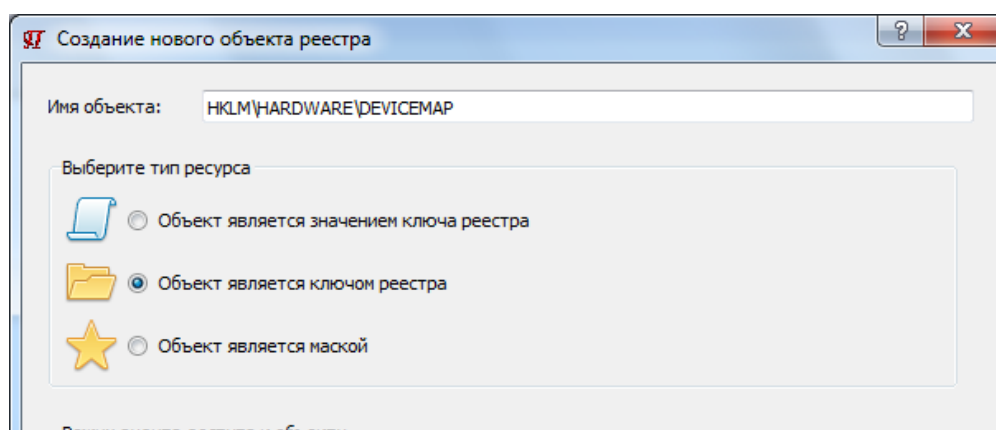 Создание нового объекта реестра
Имя объекта: HKLM\HARDWARE\DEVICEMAP
Выберите тип ресурса
Объект является значением ключа реестра
Объект является ключом реестра
Объект является маской